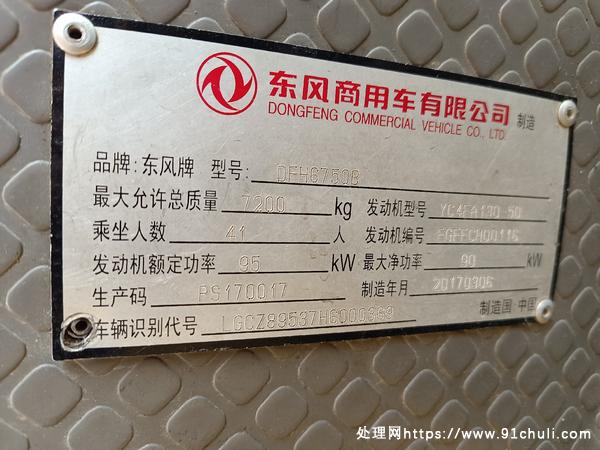 东风商用车有限公司 制造
DONGFENG COMMERCIAL VEHICLE CO., LTD
品牌: 东风牌 型号: DFH6750B
最大允许总质量 7200 kg 发动机型号 YC4FA130-50
乘坐人数 41 人 发动机编号
发动机额定功率 95 kW 最大净功率 90 kW
生产码 PS170017 制造年月 20170306
车辆识别代号 制造国 中国
处理网https://www.91chuli.com/